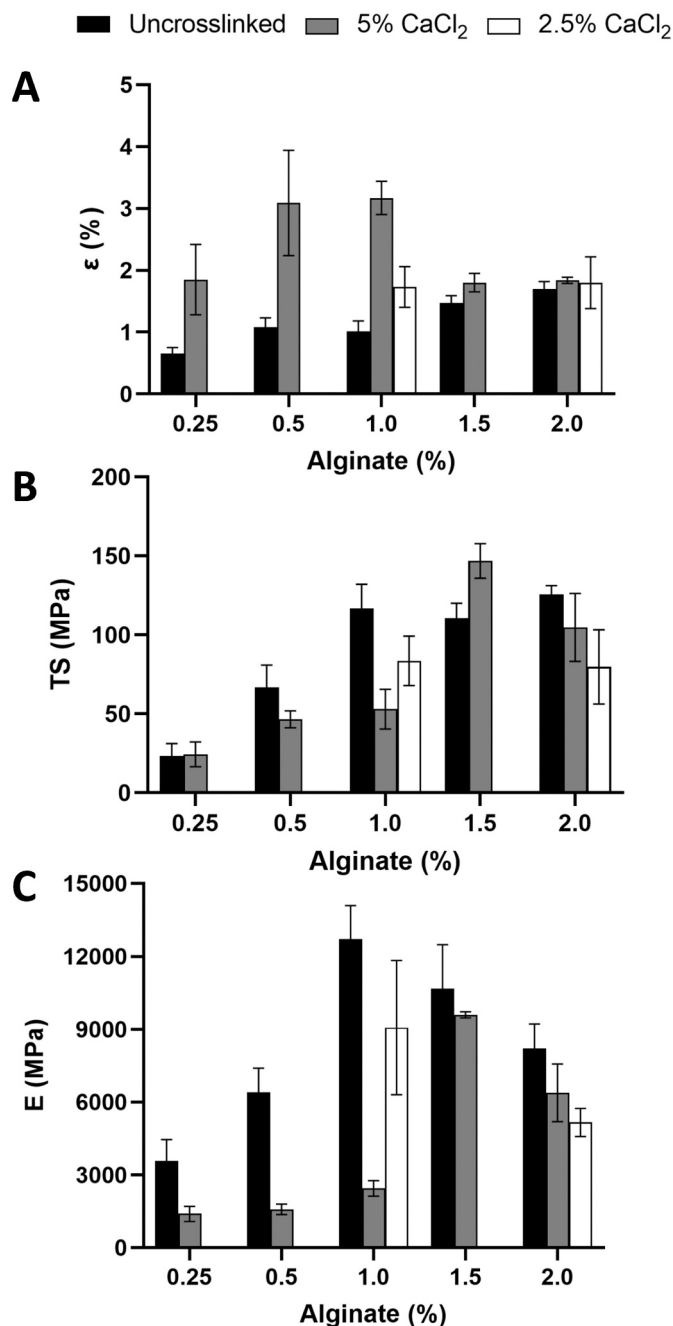 Uncrosslinked 5% CaCl₂ 2.5% CaCl₂
A
5
4
3
2
1
0
ε (%)
0.25 0.5 1.0 1.5 2.0
Alginate (%)
B
200
150
100
50
0
TS (MPa)
0.25 0.5 1.0 1.5 2.0
Alginate (%)
C
15000
12000
9000
6000
3000
0
E (MPa)
0.25 0.5 1.0 1.5 2.0
Alginate (%)